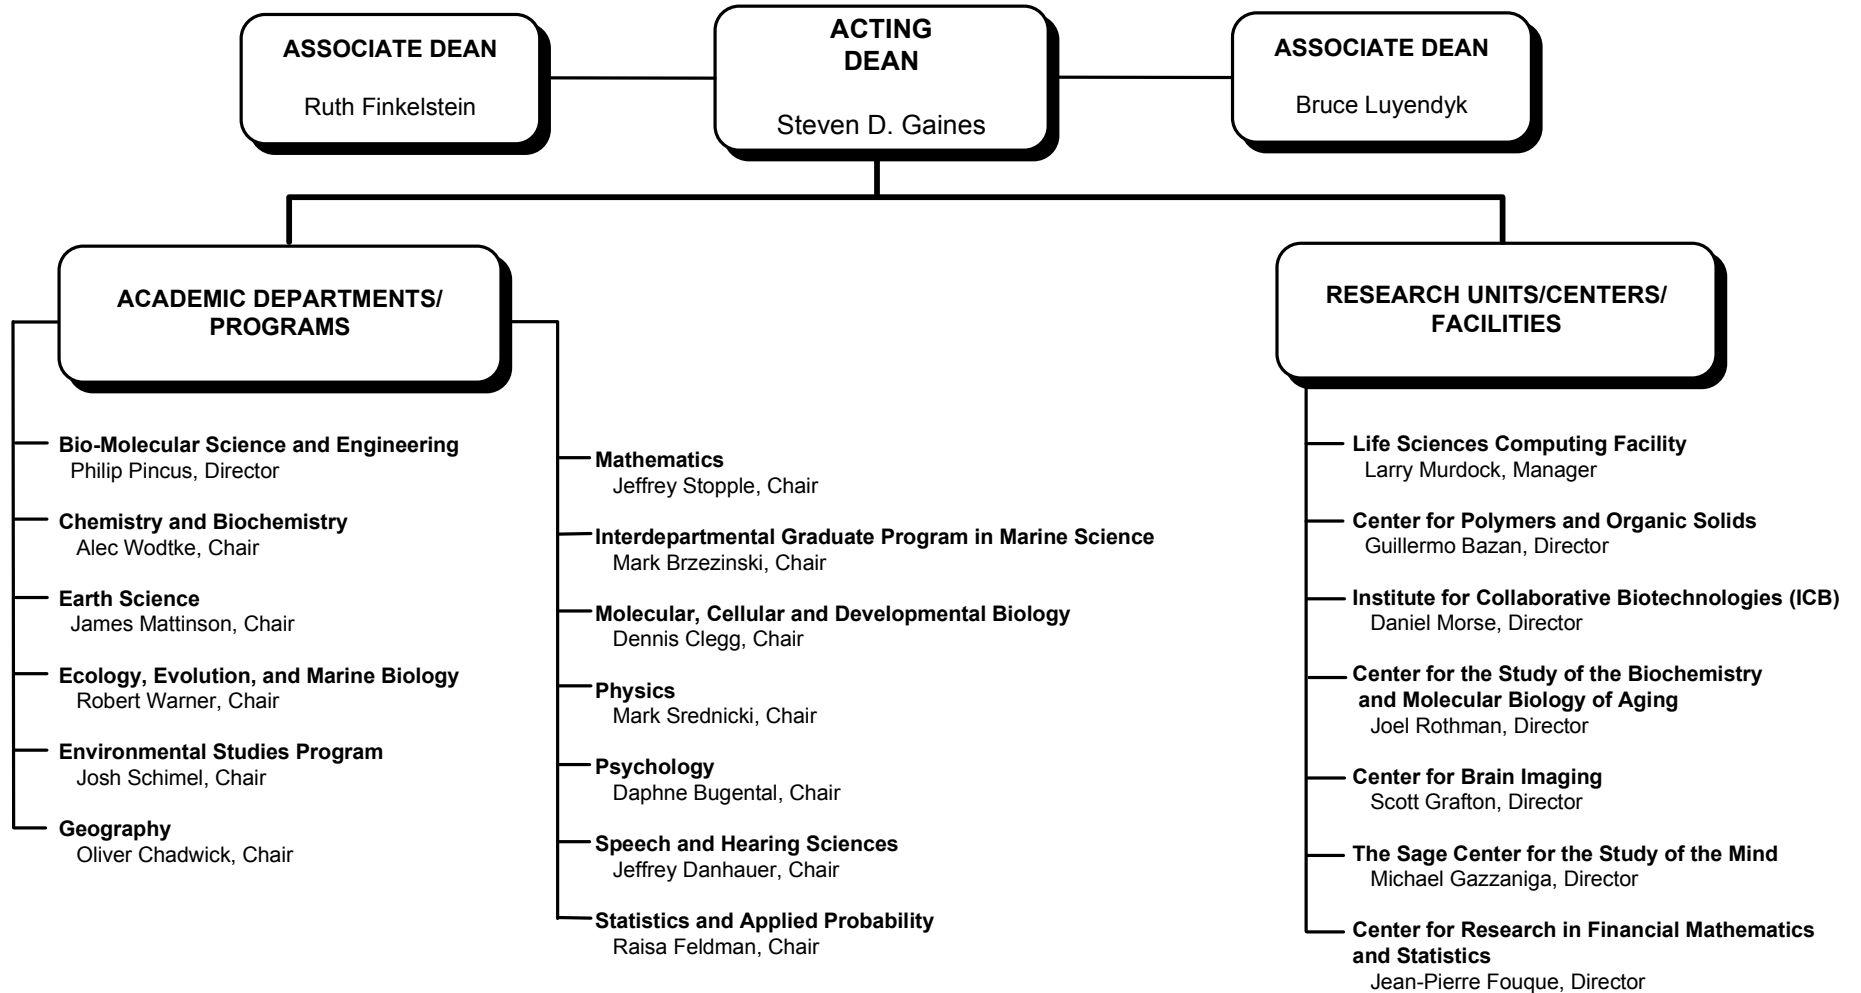 ASSOCIATE DEAN
Ruth Finkelstein
ACTING
DEAN
Steven D. Gaines
ASSOCIATE DEAN
Bruce Luyendyk
ACADEMIC DEPARTMENTS/
PROGRAMS
Bio-Molecular Science and Engineering
Philip Pincus, Director
Chemistry and Biochemistry
Alec Wodtke, Chair
Earth Science
James Mattinson, Chair
Ecology, Evolution, and Marine Biology
Robert Warner, Chair
Environmental Studies Program
Josh Schimel, Chair
Geography
Oliver Chadwick, Chair
Mathematics
Jeffrey Stopple, Chair
Interdepartmental Graduate Program in Marine Science
Mark Brzezinski, Chair
Molecular, Cellular and Developmental Biology
Dennis Clegg, Chair
Physics
Mark Srednicki, Chair
Psychology
Daphne Bugental, Chair
Speech and Hearing Sciences
Jeffrey Danhauer, Chair
Statistics and Applied Probability
Raisa Feldman, Chair
RESEARCH UNITS/CENTERS/
FACILITIES
Life Sciences Computing Facility
Larry Murdock, Manager
Center for Polymers and Organic Solids
Guillermo Bazan, Director
Institute for Collaborative Biotechnologies (ICB)
Daniel Morse, Director
Center for the Study of the Biochemistry
and Molecular Biology of Aging
Joel Rothman, Director
Center for Brain Imaging
Scott Grafton, Director
The Sage Center for the Study of the Mind
Michael Gazzaniga, Director
Center for Research in Financial Mathematics
and Statistics
Jean-Pierre Fouque, Director